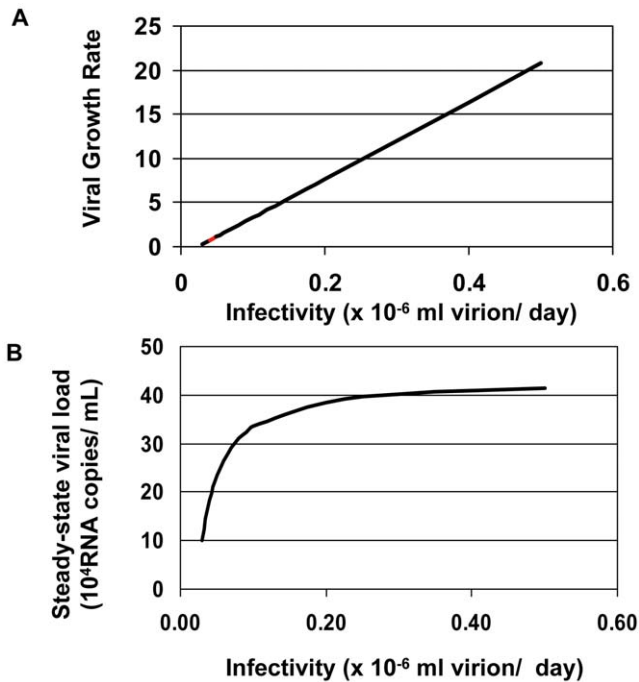 A
Viral Growth Rate
25
20
15
10
5
0
0 0.2 0.4 0.6
Infectivity (x 10⁻⁶ ml virion/ day)
B
Steady-state viral load
(10⁴RNA copies/ mL)
50
40
30
20
10
0
0.00 0.20 0.40 0.60
Infectivity (x 10⁻⁶ ml virion/ day)